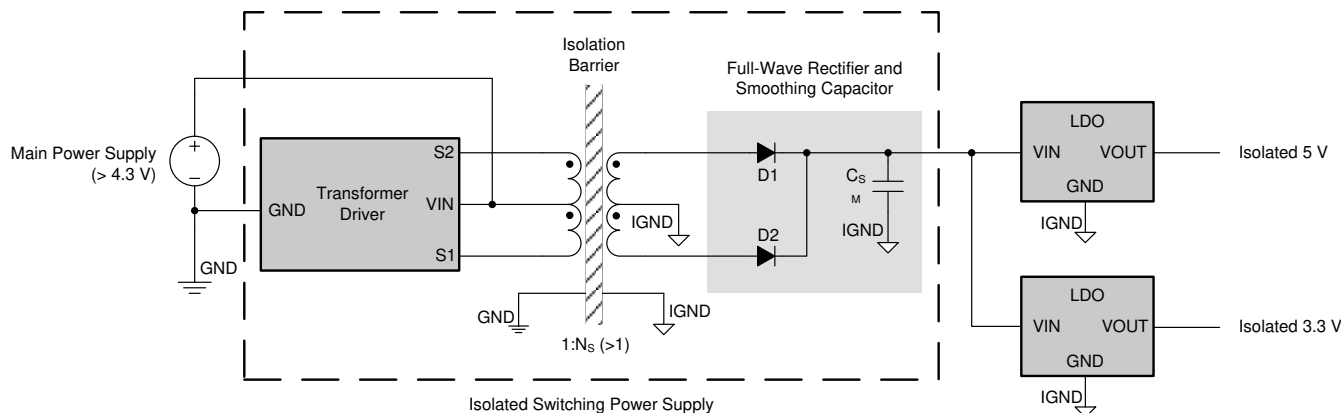 Isolation
Barrier
Full-Wave Rectifier and
Smoothing Capacitor
Main Power Supply
(> 4.3 V)
+
–
GND
GND
Transformer
Driver
S2
VIN
S1
IGND
D1
D2
CS
M
IGND
GND
IGND
1:NS (>1)
LDO
VIN
VOUT
GND
IGND
Isolated 5 V
LDO
VIN
VOUT
GND
IGND
Isolated 3.3 V
Isolated Switching Power Supply